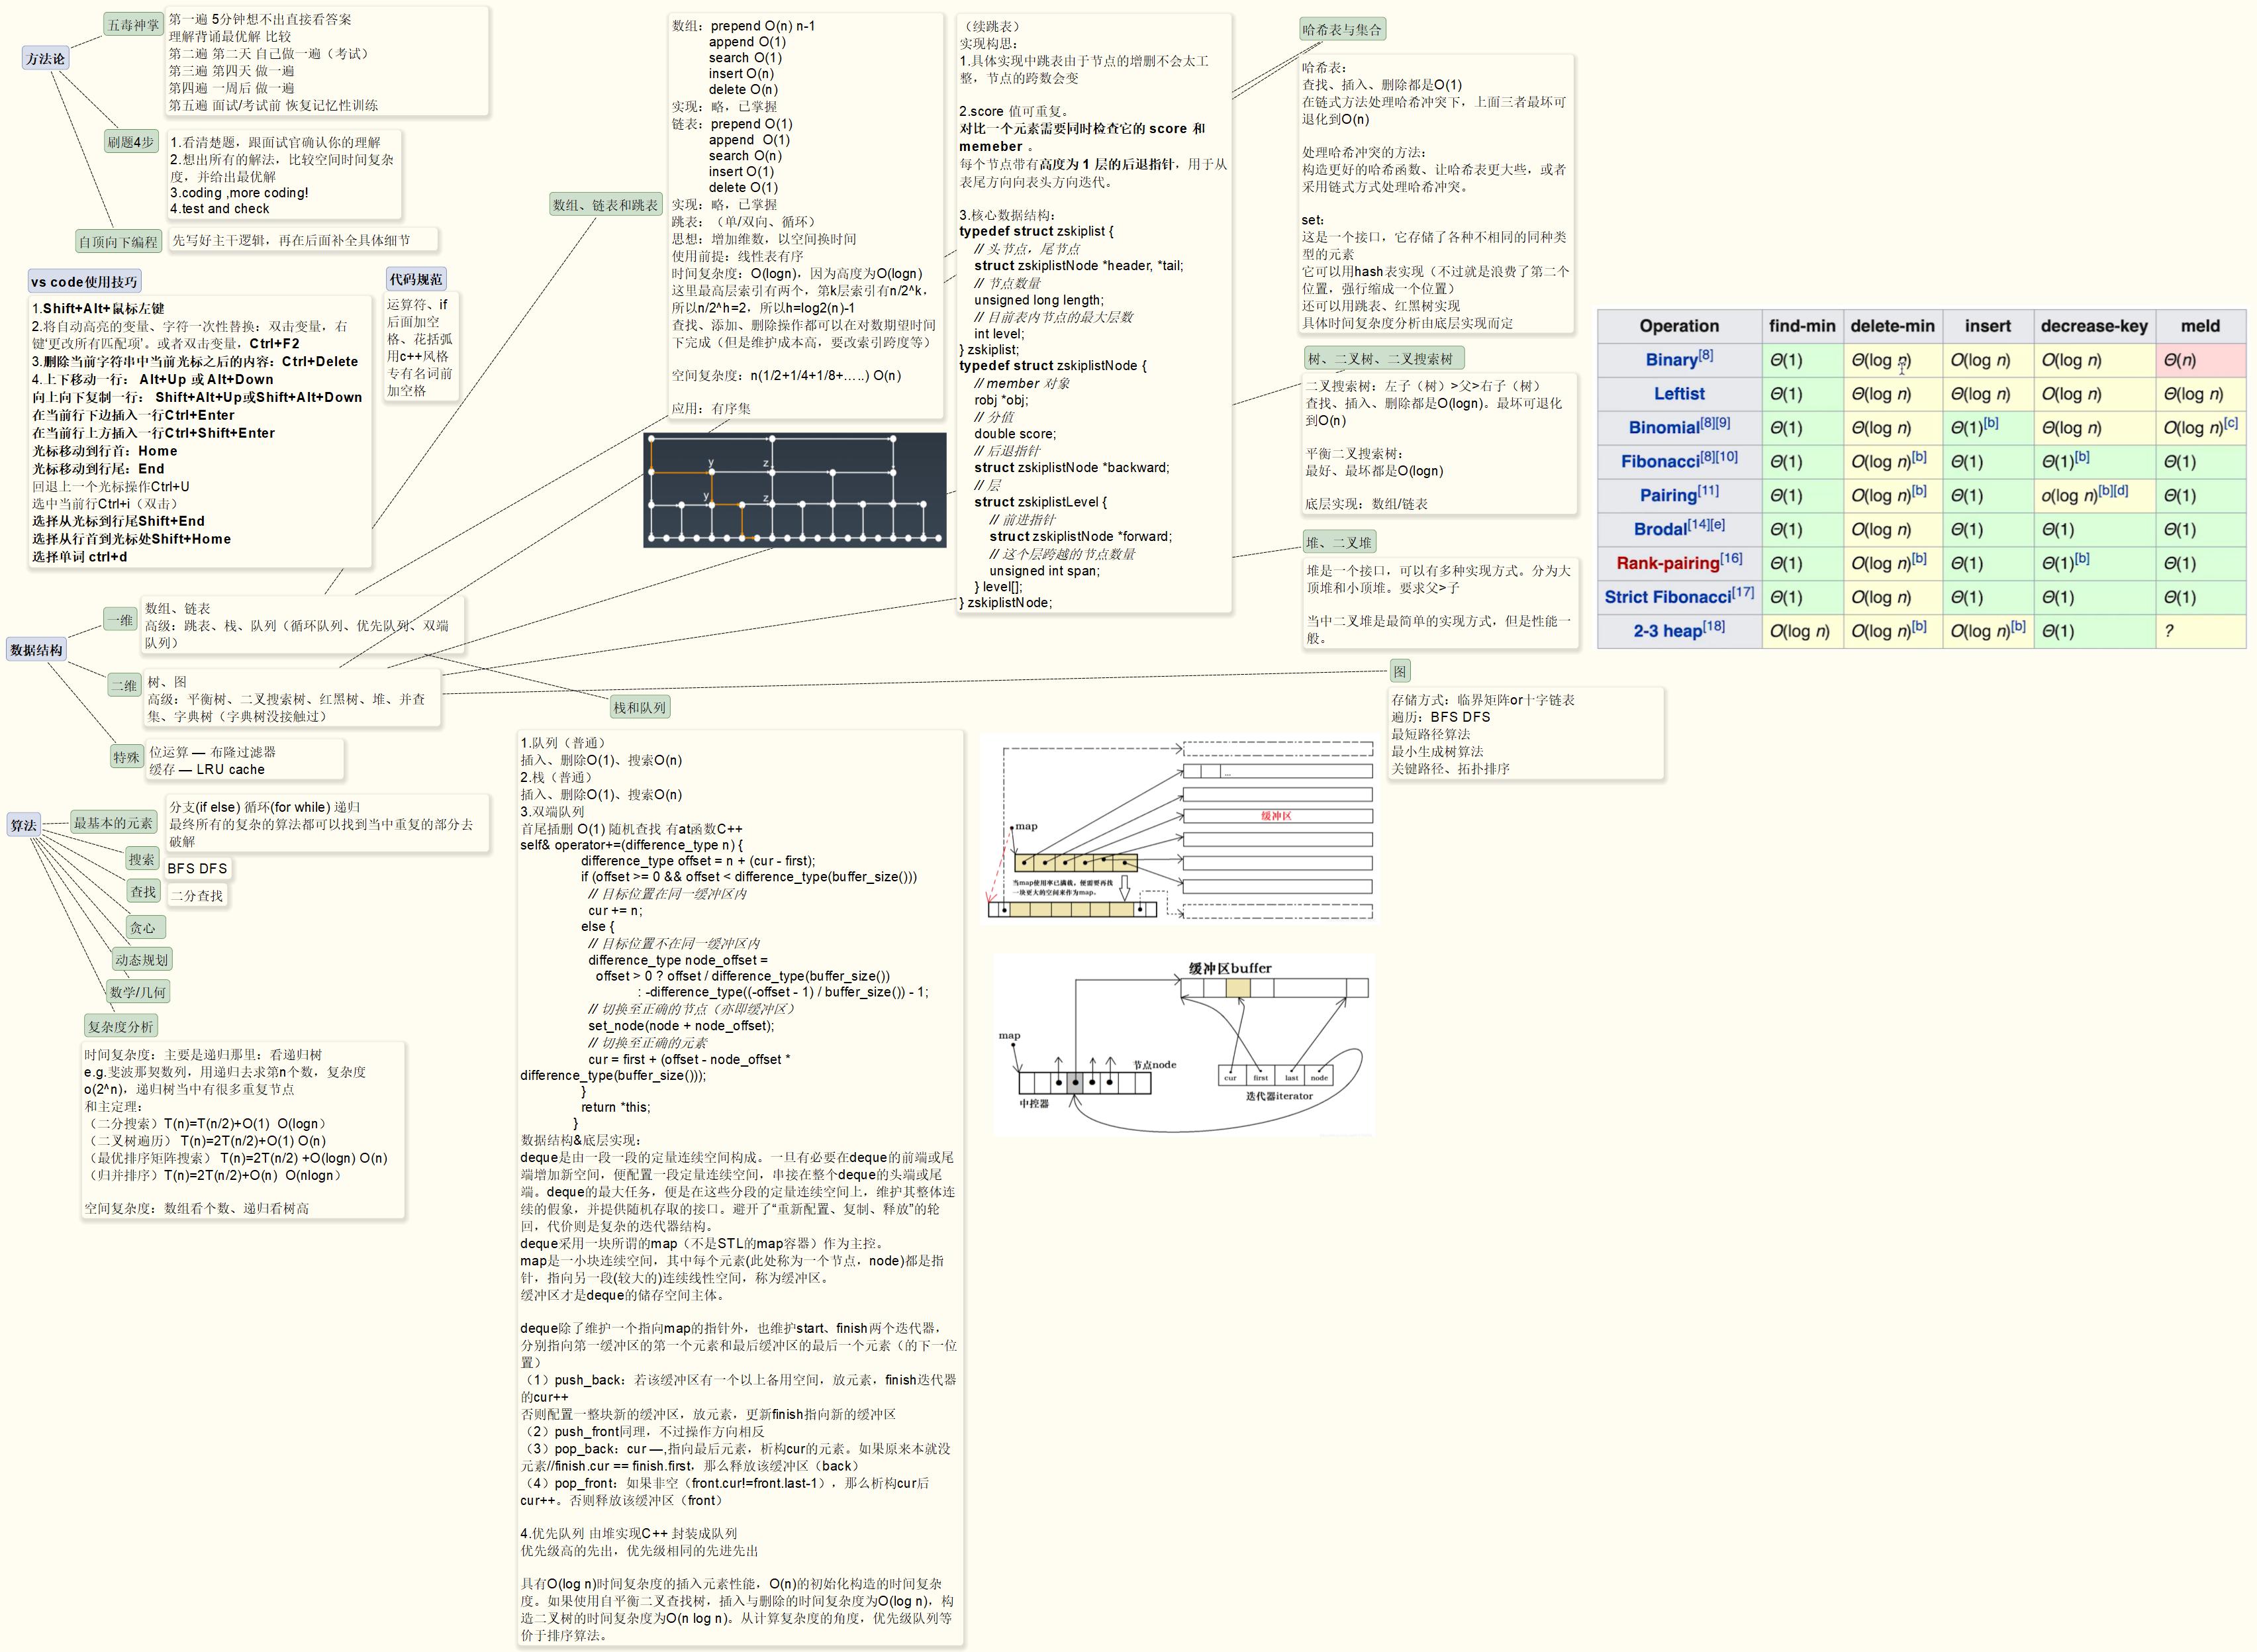 方法论
五毒神掌
第一遍 5分钟想不出直接看答案
理解背诵最优解 比较
第二遍 第二天 自己做一遍（考试）
第三遍 第四天 做一遍
第四遍 一周后 做一遍
第五遍 面试/考试前 恢复记忆性训练
刷题4步
1.看清楚题，跟面试官确认你的理解
2.想出所有的解法，比较空间时间复杂
度，并给出最优解
3.coding ,more coding!
4.test and check
自顶向下编程
先写好主干逻辑，再在后面补全具体细节
vs code使用技巧
1.Shift+Alt+鼠标左键
2.将自动高亮的变量、字符一次性替换：双击变量，右
键‘更改所有匹配项’。或者双击变量，Ctrl+F2
3.删除当前字符串中当前光标之后的内容：Ctrl+Delete
4.上下移动一行： Alt+Up 或 Alt+Down
向上向下复制一行： Shift+Alt+Up或Shift+Alt+Down
在当前行下边插入一行Ctrl+Enter
在当前行上方插入一行Ctrl+Shift+Enter
光标移动到行首：Home
光标移动到行尾：End
回退上一个光标操作Ctrl+U
选中当前行Ctrl+i（双击）
选择从光标到行尾Shift+End
选择从行首到光标处Shift+Home
选择单词 ctrl+d
代码规范
运算符、if
后面加空
格、花括弧
用c++风格
专有名词前
加空格
数据结构
一维
数组、链表
高级：跳表、栈、队列（循环队列、优先队列、双端
队列）
二维
树、图
高级：平衡树、二叉搜索树、红黑树、堆、并查
集、字典树（字典树没接触过）
特殊
位运算 — 布隆过滤器
缓存 — LRU cache
算法
最基本的元素
分支(if else) 循环(for while) 递归
最终所有的复杂的算法都可以找到当中重复的部分去
破解
搜索
BFS DFS
查找
二分查找
贪心
动态规划
数学/几何
复杂度分析
时间复杂度：主要是递归那里：看递归树
e.g.斐波那契数列，用递归去求第n个数，复杂度
o(2^n)，递归树当中有很多重复节点
和主定理：
（二分搜索）T(n)=T(n/2)+O(1) O(logn）
（二叉树遍历） T(n)=2T(n/2)+O(1) O(n)
（最优排序矩阵搜索） T(n)=2T(n/2) +O(logn) O(n)
（归并排序）T(n)=2T(n/2)+O(n) O(nlogn）
空间复杂度：数组看个数、递归看树高
数组、链表和跳表
数组：prepend O(n) n-1
append O(1)
search O(1)
insert O(n)
delete O(n)
实现：略，已掌握
链表：prepend O(1)
append O(1)
search O(n)
insert O(1)
delete O(1)
实现：略，已掌握
跳表：（单/双向、循环）
思想：增加维数，以空间换时间
使用前提：线性表有序
时间复杂度：O(logn)，因为高度为O(logn）
这里最高层索引有两个，第k层索引有n/2^k，
所以n/2^h=2，所以h=log2(n)-1
查找、添加、删除操作都可以在对数期望时间
下完成（但是维护成本高，要改索引跨度等）
空间复杂度：n(1/2+1/4+1/8+…..) O(n)
应用：有序集
y
z
y
z
（续跳表）
实现构思：
1.具体实现中跳表由于节点的增删不会太工
整，节点的跨数会变
2.score 值可重复。
对比一个元素需要同时检查它的 score 和
memeber 。
每个节点带有高度为 1 层的后退指针，用于从
表尾方向向表头方向迭代。
3.核心数据结构：
typedef struct zskiplist {
// 头节点，尾节点
struct zskiplistNode *header, *tail;
// 节点数量
unsigned long length;
// 目前表内节点的最大层数
int level;
} zskiplist;
typedef struct zskiplistNode {
// member 对象
robj *obj;
// 分值
double score;
// 后退指针
struct zskiplistNode *backward;
// 层
struct zskiplistLevel {
// 前进指针
struct zskiplistNode *forward;
// 这个层跨越的节点数量
unsigned int span;
} level[];
} zskiplistNode;
哈希表与集合
哈希表：
查找、插入、删除都是O(1)
在链式方法处理哈希冲突下，上面三者最坏可
退化到O(n)
处理哈希冲突的方法：
构造更好的哈希函数、让哈希表更大些，或者
采用链式方式处理哈希冲突。
set：
这是一个接口，它存储了各种不相同的同种类
型的元素
它可以用hash表实现（不过就是浪费了第二个
位置，强行缩成一个位置）
还可以用跳表、红黑树实现
具体时间复杂度分析由底层实现而定
树、二叉树、二叉搜索树
二叉搜索树：左子（树）>父>右子（树）
查找、插入、删除都是O(logn)。最坏可退化
到O(n)
平衡二叉搜索树：
最好、最坏都是O(logn)
底层实现：数组/链表
堆、二叉堆
堆是一个接口，可以有多种实现方式。分为大
顶堆和小顶堆。要求父>子
当中二叉堆是最简单的实现方式，但是性能一
般。
Operation find-min delete-min insert decrease-key meld
Binary[8] Θ(1) Θ(log n) O(log n) O(log n) Θ(n)
Leftist Θ(1) Θ(log n) Θ(log n) O(log n) Θ(log n)
Binomial[8][9] Θ(1) Θ(log n) Θ(1)[b] Θ(log n) O(log n)[c]
Fibonacci[8][10] Θ(1) O(log n)[b] Θ(1) Θ(1)[b] Θ(1)
Pairing[11] Θ(1) O(log n)[b] Θ(1) o(log n)[b][d] Θ(1)
Brodal[14][e] Θ(1) O(log n) Θ(1) Θ(1) Θ(1)
Rank-pairing[16] Θ(1) O(log n)[b] Θ(1) Θ(1)[b] Θ(1)
Strict Fibonacci[17] Θ(1) O(log n) Θ(1) Θ(1) Θ(1)
2-3 heap[18] O(log n) O(log n)[b] O(log n)[b] Θ(1) ?
图
存储方式：临界矩阵or十字链表
遍历：BFS DFS
最短路径算法
最小生成树算法
关键路径、拓扑排序
栈和队列
1.队列（普通）
插入、删除O(1)、搜索O(n)
2.栈（普通）
插入、删除O(1)、搜索O(n)
3.双端队列
首尾插删 O(1) 随机查找 有at函数C++
self& operator+=(difference_type n) {
difference_type offset = n + (cur - first);
if (offset >= 0 && offset < difference_type(buffer_size()))
// 目标位置在同一缓冲区内
cur += n;
else {
// 目标位置不在同一缓冲区内
difference_type node_offset =
offset > 0 ? offset / difference_type(buffer_size())
: -difference_type((-offset - 1) / buffer_size()) - 1;
// 切换至正确的节点（亦即缓冲区）
set_node(node + node_offset);
// 切换至正确的元素
cur = first + (offset - node_offset *
difference_type(buffer_size()));
}
return *this;
}
数据结构&底层实现：
deque是由一段一段的定量连续空间构成。一旦有必要在deque的前端或尾
端增加新空间，便配置一段定量连续空间，串接在整个deque的头端或尾
端。deque的最大任务，便是在这些分段的定量连续空间上，维护其整体连
续的假象，并提供随机存取的接口。避开了“重新配置、复制、释放”的轮
回，代价则是复杂的迭代器结构。
deque采用一块所谓的map（不是STL的map容器）作为主控。
map是一小块连续空间，其中每个元素(此处称为一个节点，node)都是指
针，指向另一段(较大的)连续线性空间，称为缓冲区。
缓冲区才是deque的储存空间主体。
deque除了维护一个指向map的指针外，也维护start、finish两个迭代器，
分别指向第一缓冲区的第一个元素和最后缓冲区的最后一个元素（的下一位
置）
（1）push_back：若该缓冲区有一个以上备用空间，放元素，finish迭代器
的cur++
否则配置一整块新的缓冲区，放元素，更新finish指向新的缓冲区
（2）push_front同理，不过操作方向相反
（3）pop_back：cur —,指向最后元素，析构cur的元素。如果原来本就没
元素//finish.cur == finish.first，那么释放该缓冲区（back）
（4）pop_front：如果非空（front.cur!=front.last-1），那么析构cur后
cur++。否则释放该缓冲区（front）
4.优先队列 由堆实现C++ 封装成队列
优先级高的先出，优先级相同的先进先出
具有O(log n)时间复杂度的插入元素性能，O(n)的初始化构造的时间复杂
度。如果使用自平衡二叉查找树，插入与删除的时间复杂度为O(log n)，构
造二叉树的时间复杂度为O(n log n)。从计算复杂度的角度，优先级队列等
价于排序算法。
...
缓冲区
map
当map使用率已满载，便需要再找
一块更大的空间来作为map。
缓冲区buffer
map
节点node
中控器
cur first last node
迭代器iterator